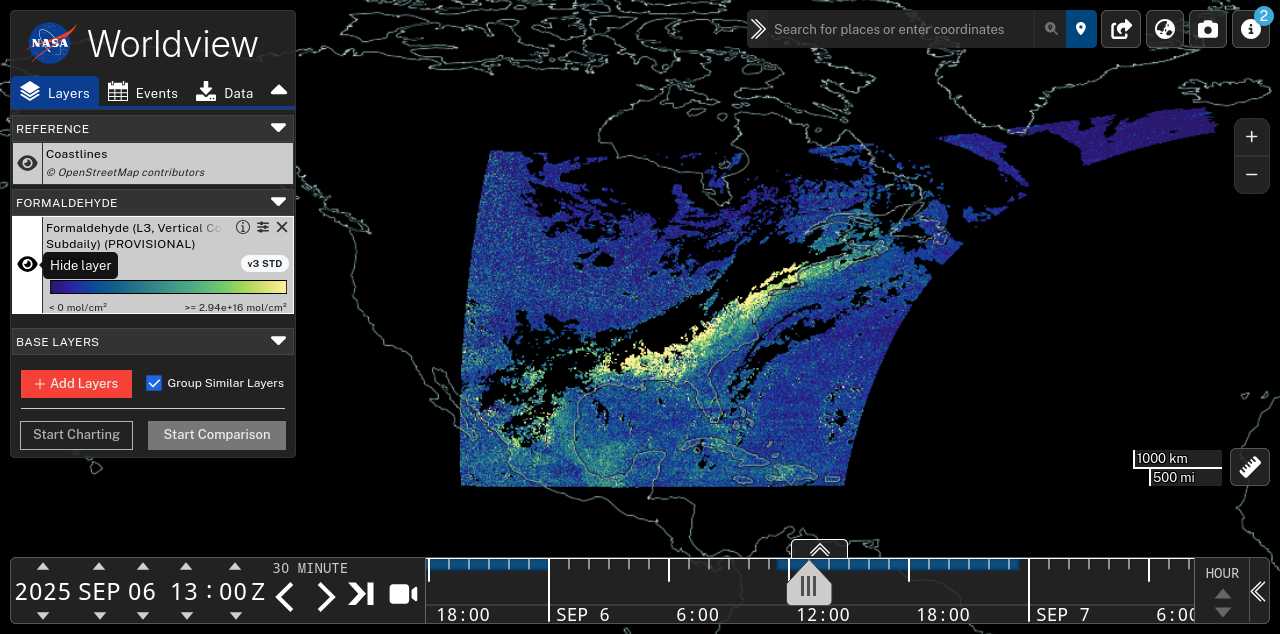 NASA Worldview
Search for places or enter coordinates
2
Layers Events Data
REFERENCE
Coastlines
© OpenStreetMap contributors
FORMALDEHYDE
Formaldehyde (L3, Vertical Co
Subdaily) (PROVISIONAL)
Hide layer
v3 STD
< 0 mol/cm²
>= 2.94e+16 mol/cm²
BASE LAYERS
+ Add Layers
Group Similar Layers
Start Charting
Start Comparison
+
−
1000 km
500 mi
2025 SEP 06 13 : 00 Z
30 MINUTE
18:00 SEP 6 6:00 12:00 18:00 SEP 7 6:00
HOUR